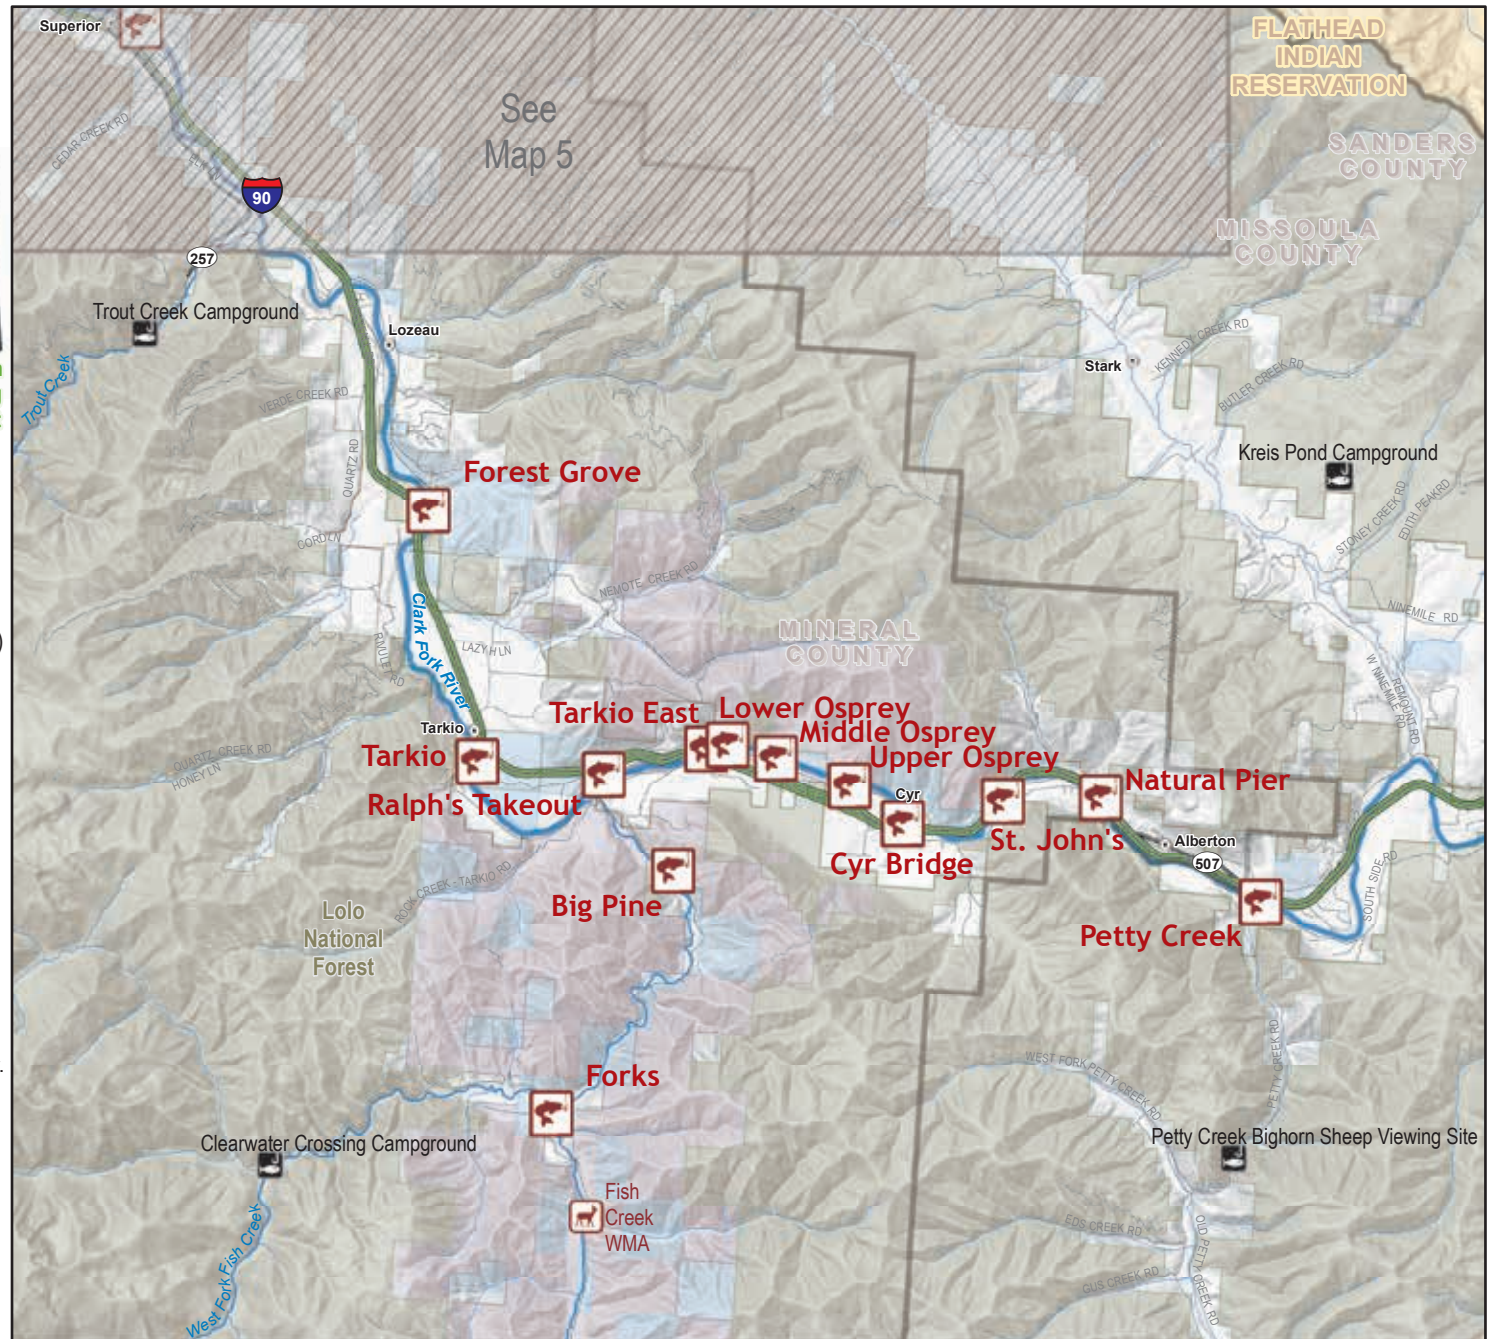 Superior
FLATHEAD
INDIAN
RESERVATION
See
Map 5
CEDAR CREEK RD
SANDERS
COUNTY
90
MISSOULA
COUNTY
257
Trout Creek Campground
Lozeau
Trout Creek
Stark
KENNEDY CREEK RD
BUTLER CREEK RD
VERDE CREEK RD
QUARTZ RD
Kreis Pond Campground
Forest Grove
STONEY CREEK RD
EDITH PEAKRD
CORDLN
NEMOTE CREEK RD
Clark Fork River
NINEMILE RD
MINERAL
COUNTY
RIVULET RD
LAZY H LN
W NINEMILE RD
REMOUNT RD
Tarkio East
Lower Osprey
Tarkio
Middle Osprey
QUARTZ CREEK RD
Tarkio
Upper Osprey
HONEY LN
Natural Pier
Ralph's Takeout
Cyr
St. John's
Alberton
507
Cyr Bridge
SOUTH SIDE RD
ROCK CREEK - TARKIO RD
Big Pine
Lolo
National
Forest
Petty Creek
WEST FORK PETTY CREEK RD
PETTY CREEK RD
Forks
Clearwater Crossing Campground
Petty Creek Bighorn Sheep Viewing Site
Fish
Creek
WMA
West Fork Fish Creek
EDS CREEK RD
OLD PETTY CREEK RD
GUS CREEK RD